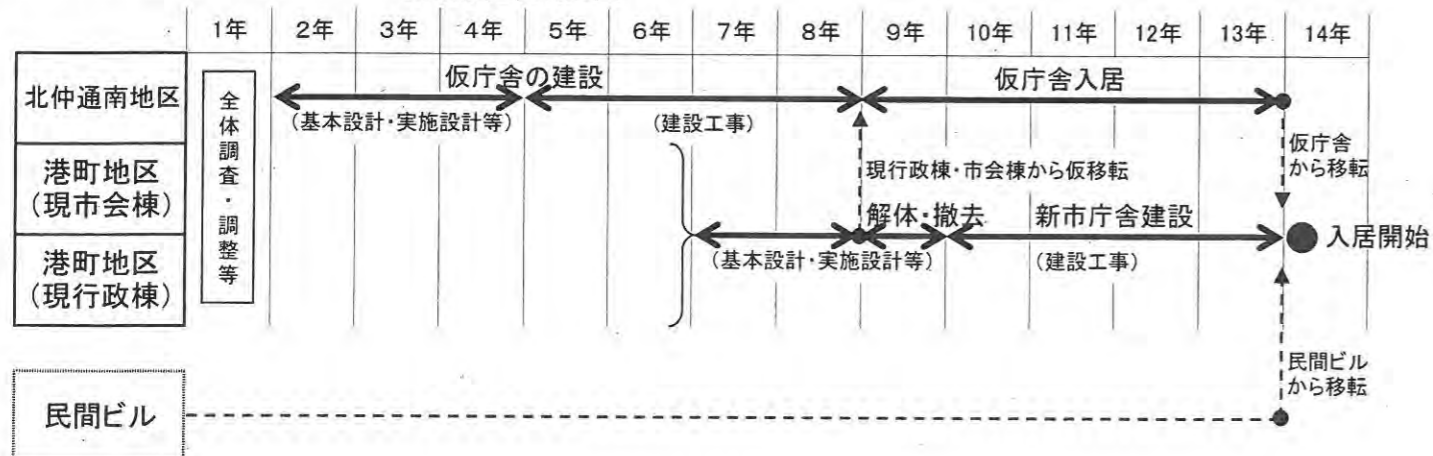 1年 2年 3年 4年 5年 6年 7年 8年 9年 10年 11年 12年 13年 14年
北仲通南地区
全体調査・調整等
仮庁舎の建設
(基本設計・実施設計等)
(建設工事)
仮庁舎入居
仮庁舎
から移転
港町地区
(現市会棟)
現行政棟・市会棟から仮移転
解体・撤去
新市庁舎建設
(基本設計・実施設計等)
(建設工事)
入居開始
港町地区
(現行政棟)
民間ビル
から移転
民間ビル